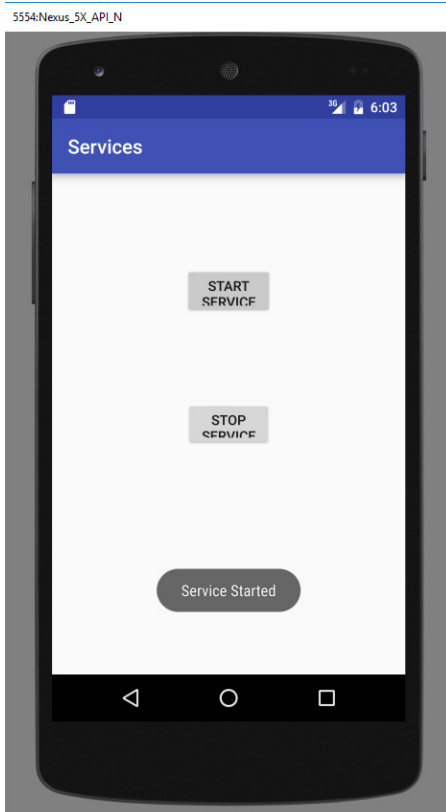 5554:Nexus_5X_API_N
3G 6:03
Services
START
SERVICE
STOP
SERVICE
Service Started